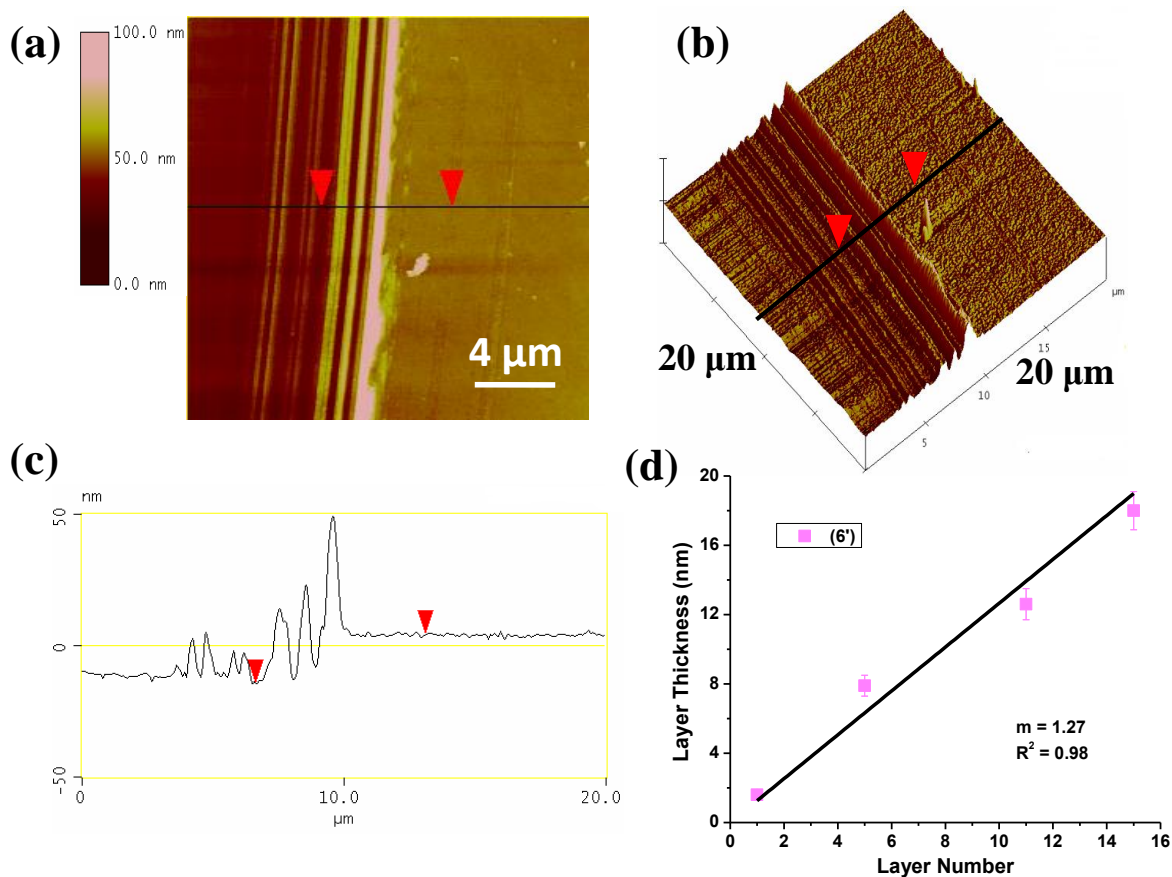 (a)
100.0 nm
50.0 nm
0.0 nm
4 µm
(b)
20 µm
20 µm
µm
15
10
5
(c)
nm
50
0
-50
0
10.0
20.0
µm
(d)
Layer Thickness (nm)
20
16
12
8
4
0
(6')
m = 1.27
R² = 0.98
0 2 4 6 8 10 12 14 16
Layer Number